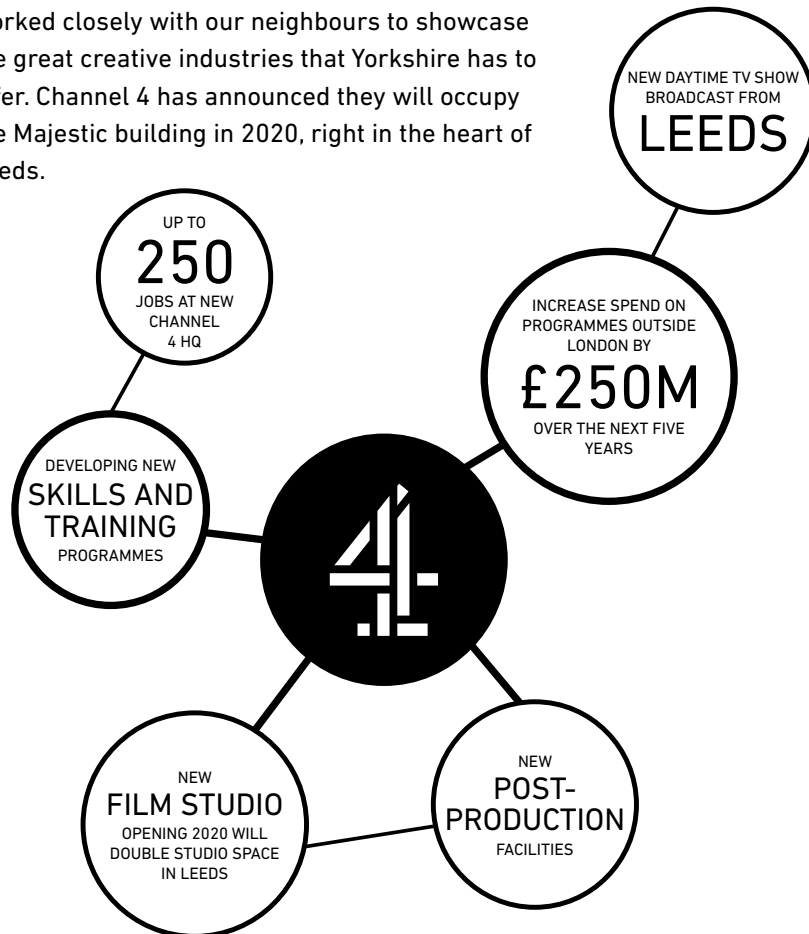 orked closely with our neighbours to showcase
e great creative industries that Yorkshire has to
fer. Channel 4 has announced they will occupy
e Majestic building in 2020, right in the heart of
eeds.
NEW DAYTIME TV SHOW
BROADCAST FROM
LEEDS
UP TO
250
JOBS AT NEW
CHANNEL
4 HQ
INCREASE SPEND ON
PROGRAMMES OUTSIDE
LONDON BY
£250M
OVER THE NEXT FIVE
YEARS
DEVELOPING NEW
SKILLS AND
TRAINING
PROGRAMMES
4
NEW
FILM STUDIO
OPENING 2020 WILL
DOUBLE STUDIO SPACE
IN LEEDS
NEW
POST-
PRODUCTION
FACILITIES